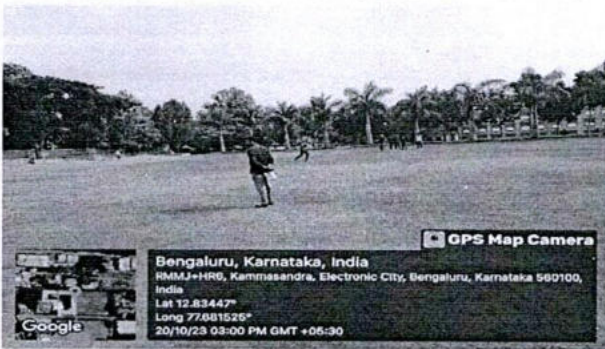 GPS Map Camera
Bengaluru, Karnataka, India
RMMJ+HR6, Kammasandra, Electronic City, Bengaluru, Karnataka 560100,
India
Lat 12.83447°
Long 77.681525°
20/10/23 03:00 PM GMT +05:30
Google